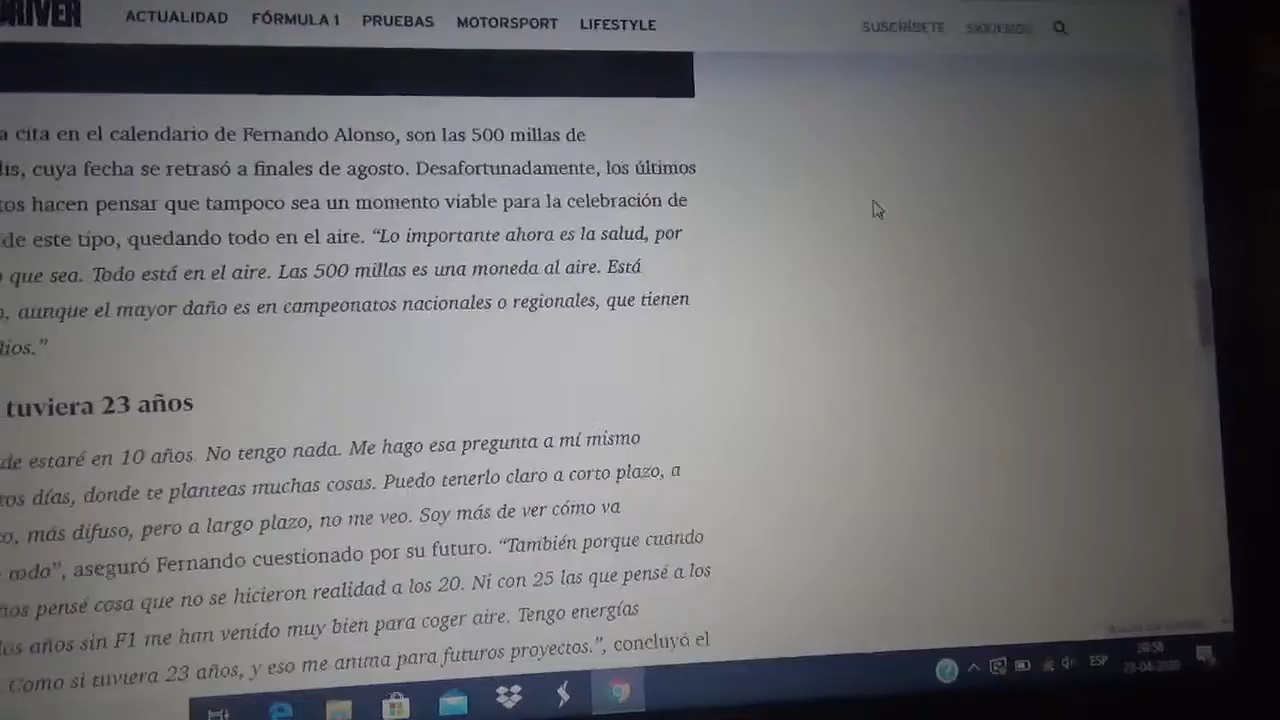 DRIVER ACTUALIDAD FÓRMULA 1 PRUEBAS MOTORSPORT LIFESTYLE SUSCRÍBETE
a cita en el calendario de Fernando Alonso, son las 500 millas de
lis, cuya fecha se retrasó a finales de agosto. Desafortunadamente, los últimos
tos hacen pensar que tampoco sea un momento viable para la celebración de
de este tipo, quedando todo en el aire. “Lo importante ahora es la salud, por
que sea. Todo está en el aire. Las 500 millas es una moneda al aire. Está
o, aunque el mayor daño es en campeonatos nacionales o regionales, que tienen
dios.”
tuviera 23 años
de estaré en 10 años. No tengo nada. Me hago esa pregunta a mí mismo
tos días, donde te planteas muchas cosas. Puedo tenerlo claro a corto plazo, a
zo, más difuso, pero a largo plazo, no me veo. Soy más de ver cómo va
todo”, aseguró Fernando cuestionado por su futuro. “También porque cuando
ños pensé cosa que no se hicieron realidad a los 20. Ni con 25 las que pensé a los
los años sin F1 me han venido muy bien para coger aire. Tengo energías
Como si tuviera 23 años, y eso me anima para futuros proyectos.”, concluyó el
ESP